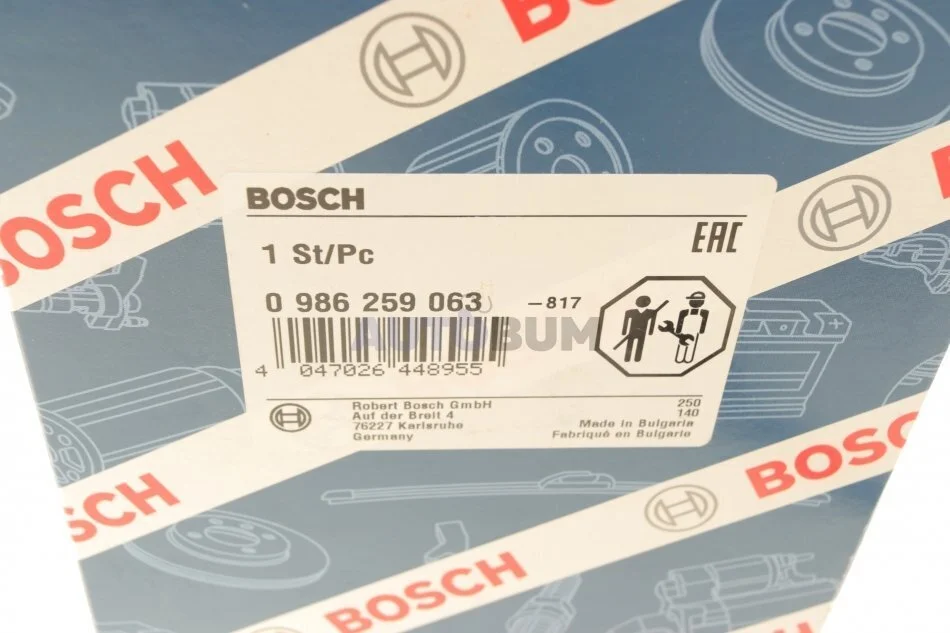 BOSCH
BOSCH
EAC
1 St/Pc
0 986 259 063
-817
AUTOBUM
4 047026 448955
Robert Bosch GmbH
Auf der Breit 4
76227 Karlsruhe
Germany
250
140
Made in Bulgaria
Fabriqué en Bulgarie
BOSCH
SCH
BOSCH